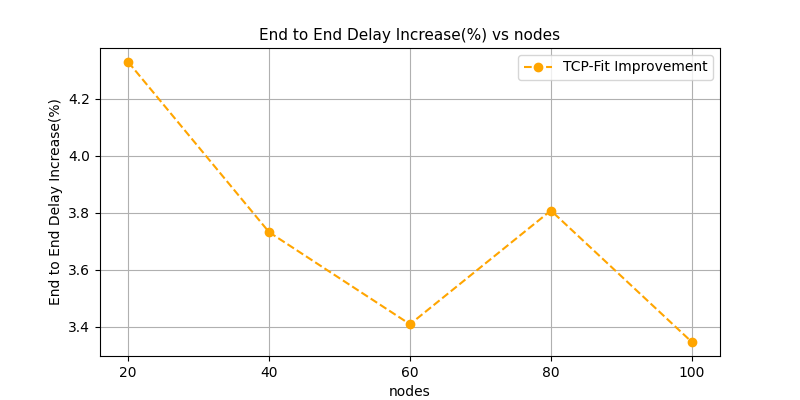 End to End Delay Increase(%) vs nodes
TCP-Fit Improvement
End to End Delay Increase(%)
4.2
4.0
3.8
3.6
3.4
20 40 60 80 100
nodes